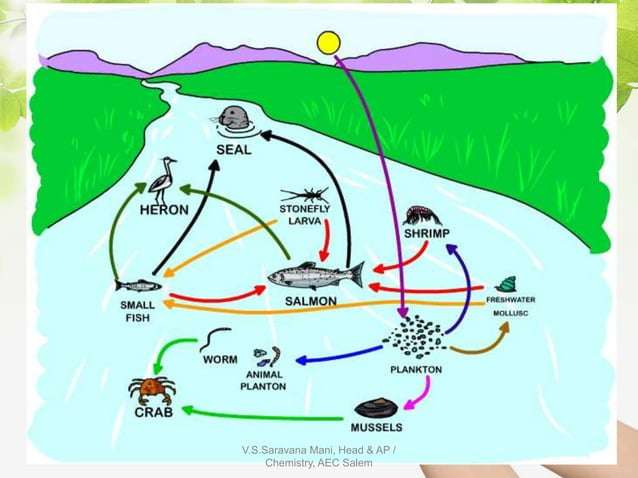 SEAL
HERON
STONEFLY
LARVA
SHRIMP
SMALL
FISH
SALMON
FRESHWATER
MOLLUSC
WORM
ANIMAL
PLANTON
PLANKTON
CRAB
MUSSELS
V.S.Saravana Mani, Head & AP /
Chemistry, AEC Salem